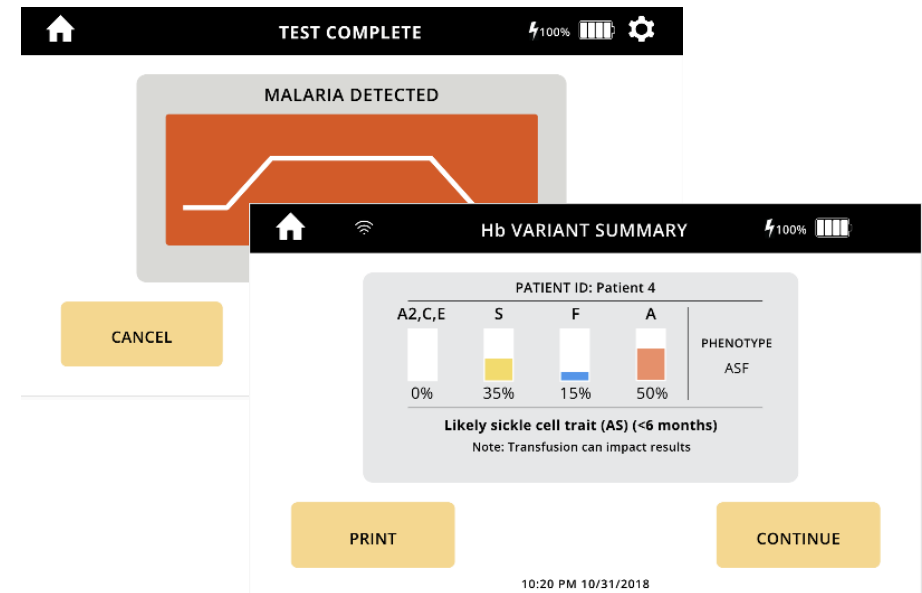 TEST COMPLETE 100%
MALARIA DETECTED
CANCEL
Hb VARIANT SUMMARY 100%
PATIENT ID: Patient 4
A2,C,E S F A
PHENOTYPE
ASF
0% 35% 15% 50%
Likely sickle cell trait (AS) (<6 months)
Note: Transfusion can impact results
PRINT CONTINUE
10:20 PM 10/31/2018